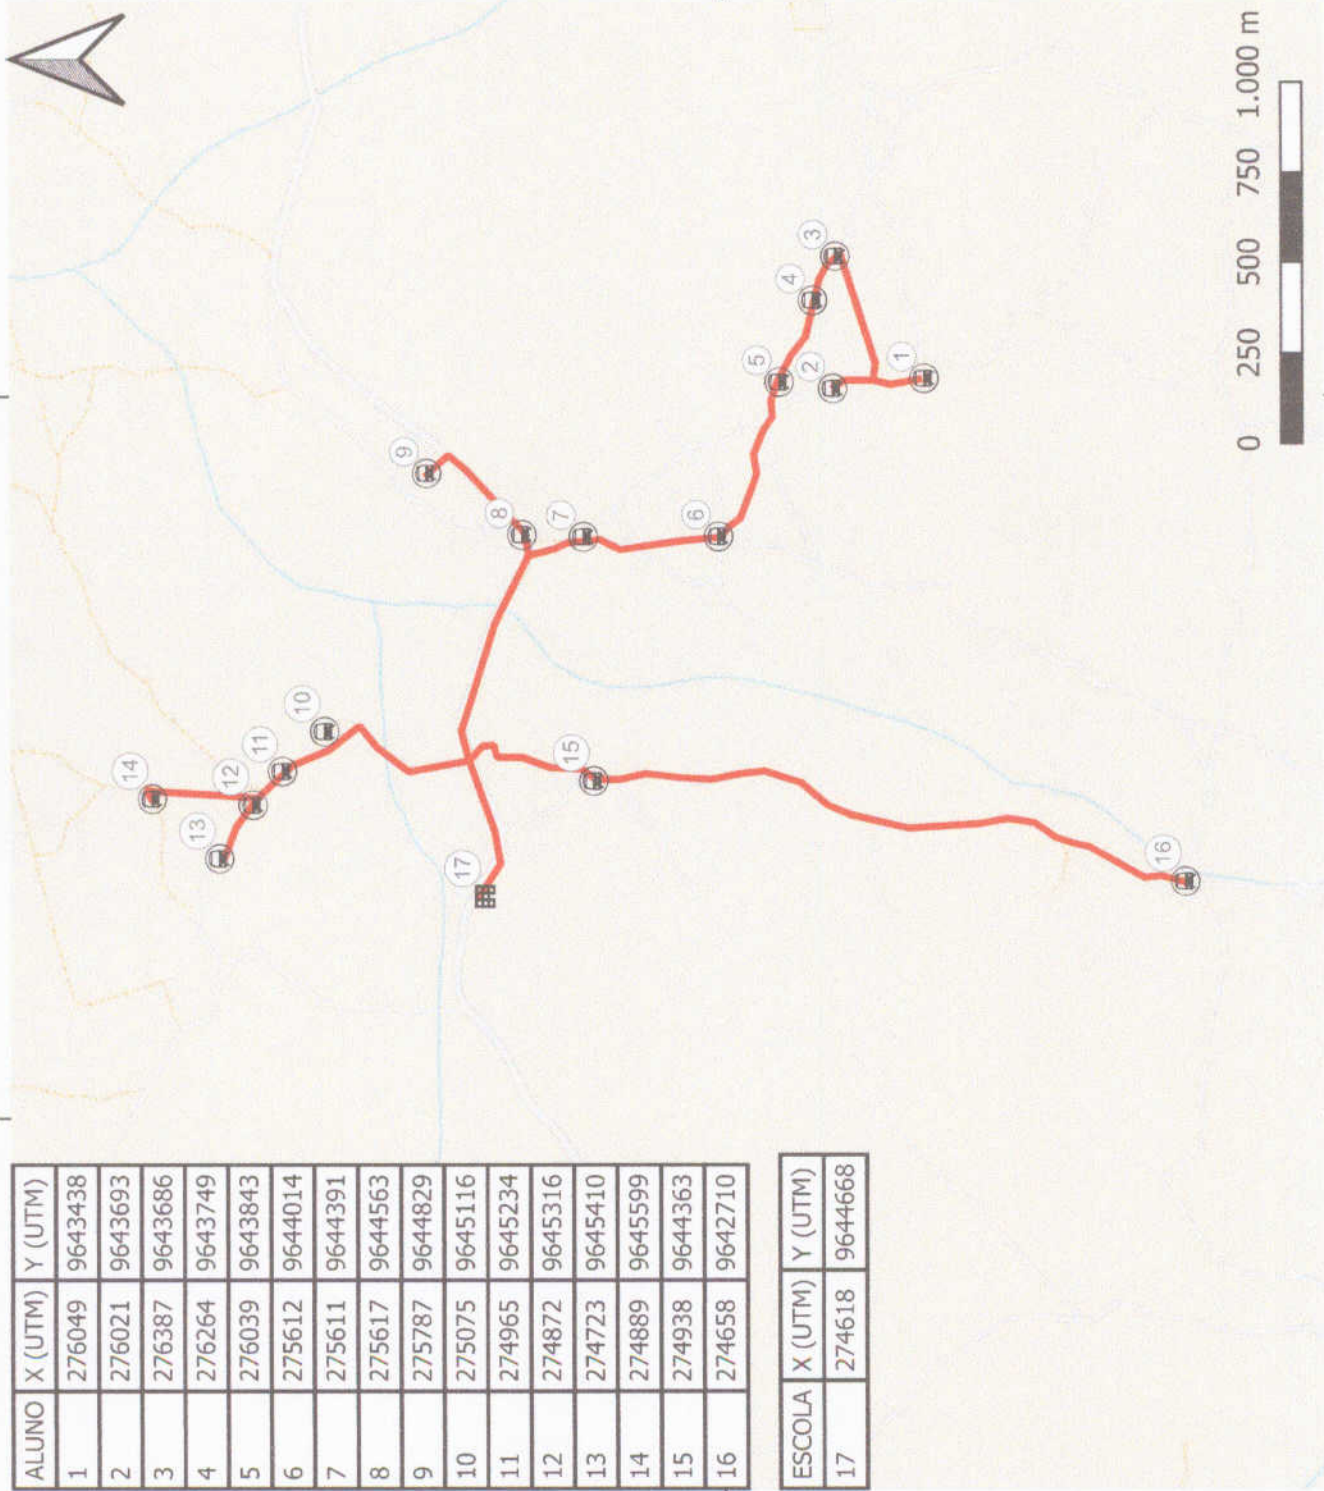 ALUNO X (UTM) Y (UTM)
1 276049 9643438
2 276021 9643693
3 276387 9643686
4 276264 9643749
5 276039 9643843
6 275612 9644014
7 275611 9644391
8 275617 9644563
9 275787 9644829
10 275075 9645116
11 274965 9645234
12 274872 9645316
13 274723 9645410
14 274889 9645599
15 274938 9644363
16 274658 9642710
ESCOLA X (UTM) Y (UTM)
17 274618 9644668
14
13
12
11
10
9
17
8
7
15
6
5
4
3
2
1
16
0 250 500 750 1.000 m